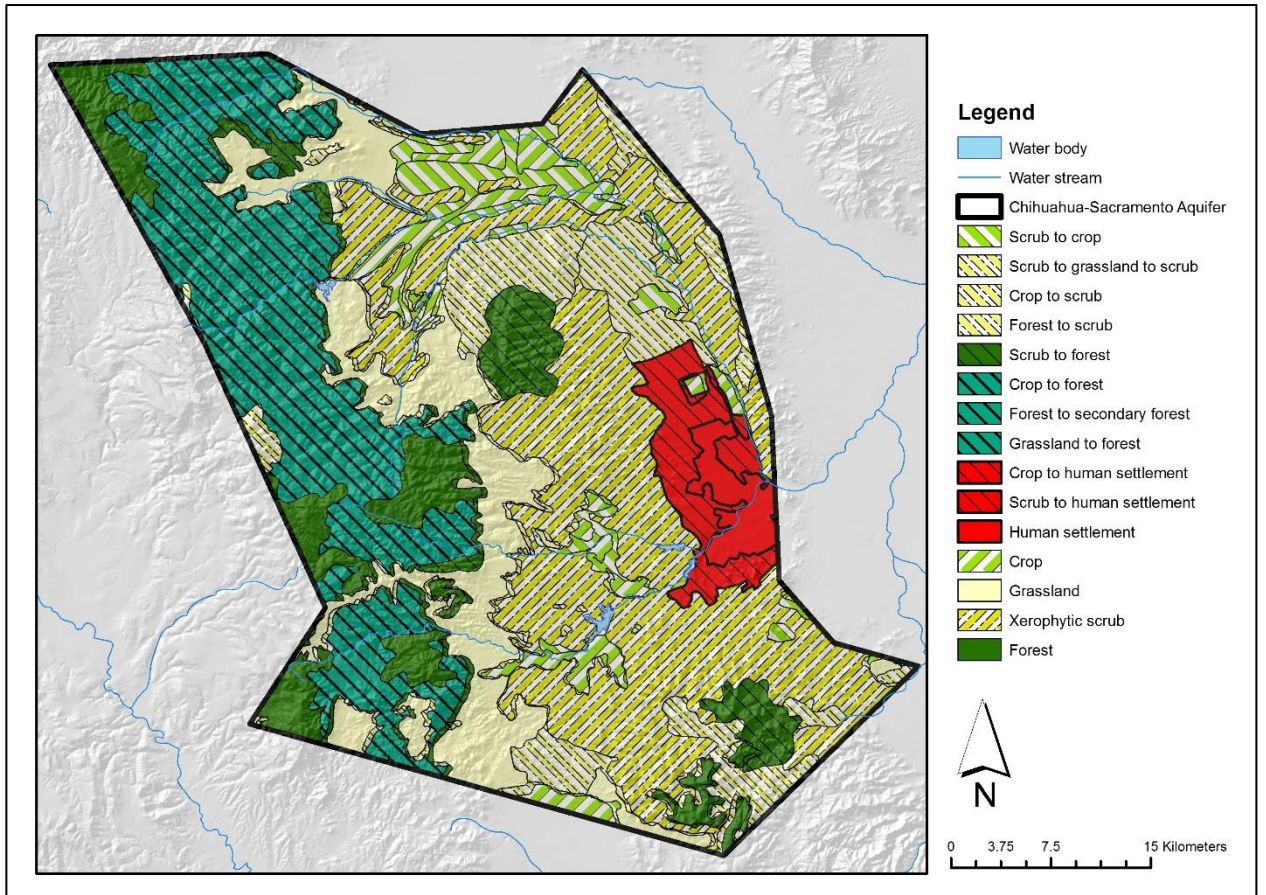 Legend
Water body
Water stream
Chihuahua-Sacramento Aquifer
Scrub to crop
Scrub to grassland to scrub
Crop to scrub
Forest to scrub
Scrub to forest
Crop to forest
Forest to secondary forest
Grassland to forest
Crop to human settlement
Scrub to human settlement
Human settlement
Crop
Grassland
Xerophytic scrub
Forest
N
0 3.75 7.5 15 Kilometers